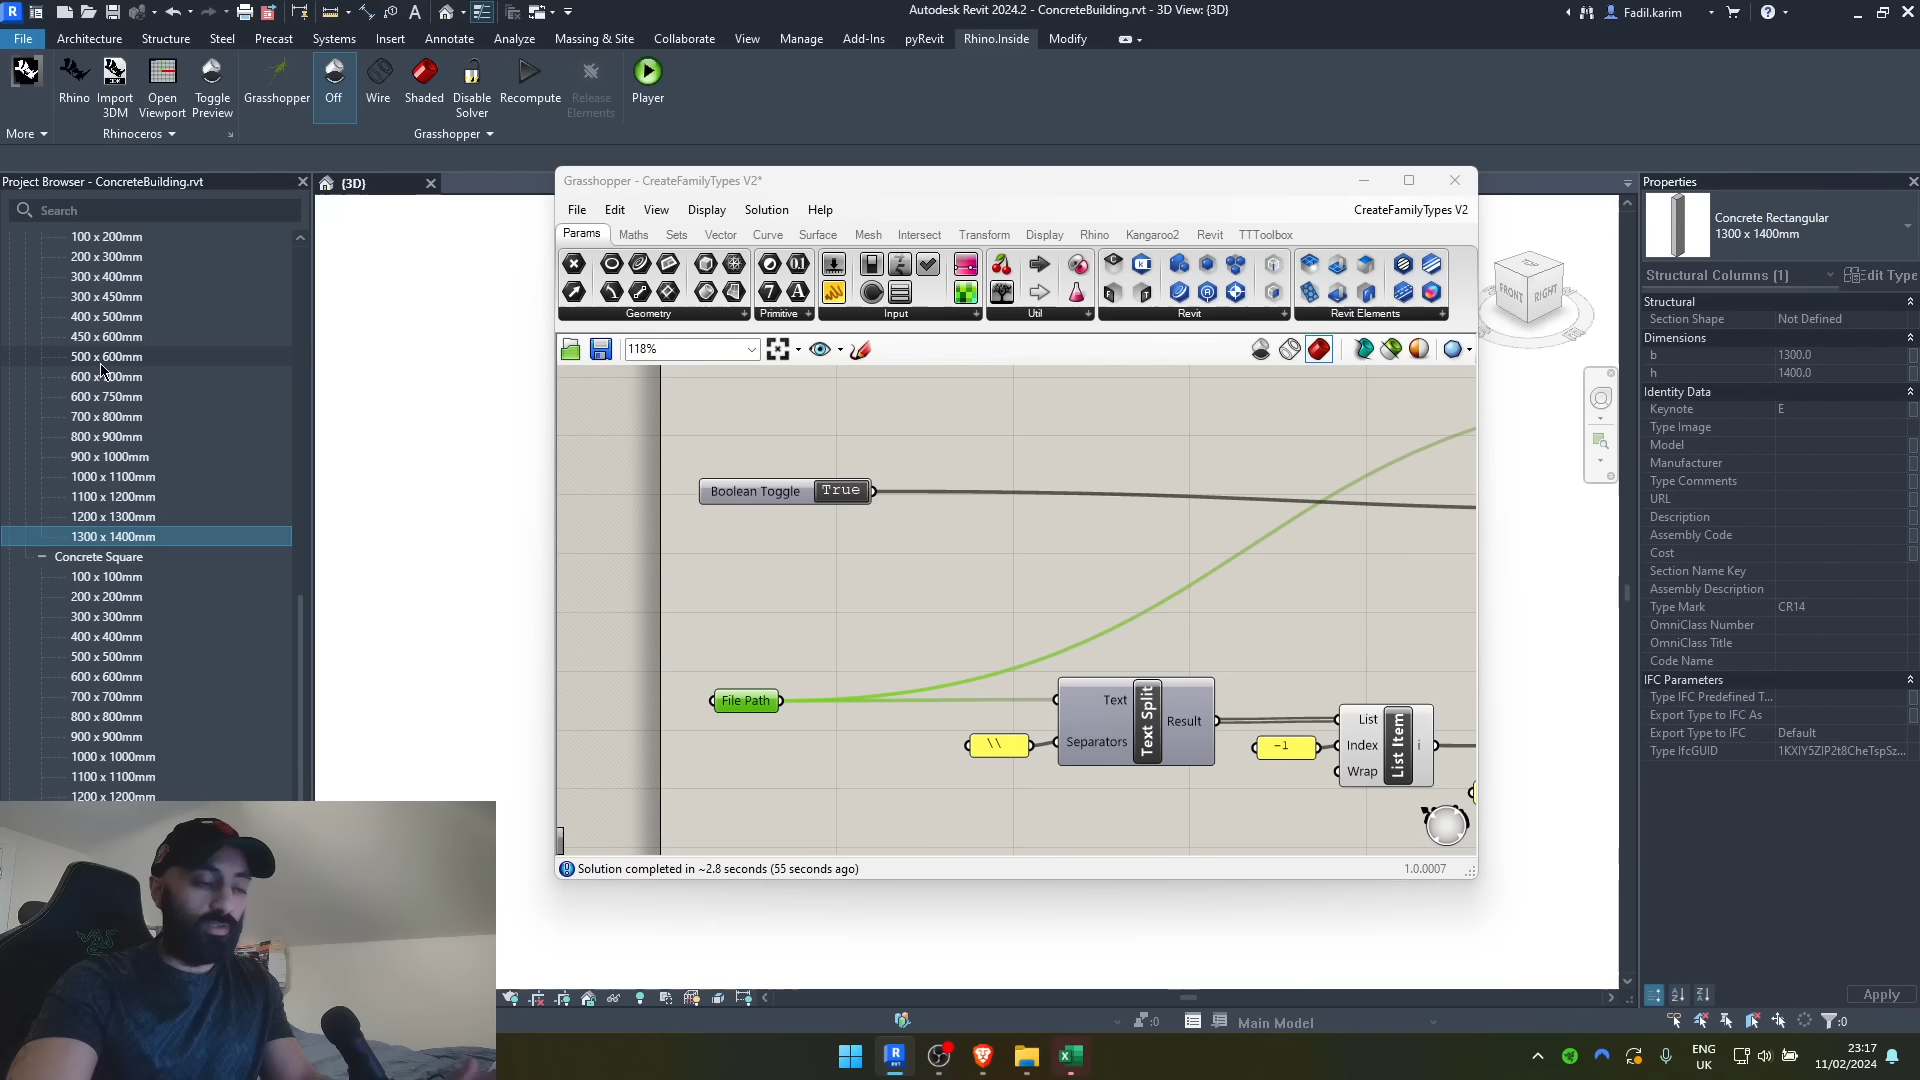 Autodesk Revit 2024.2 - ConcreteBuilding.rvt - 3D View: {3D}
Fadil.karim
File Architecture Structure Steel Precast Systems Insert Annotate Analyze Massing & Site Collaborate View Manage Add-Ins pyRevit Rhino.Inside Modify
Rhino Import 3DM Open Viewport Toggle Preview Grasshopper Off Wire Shaded Disable Solver Recompute Release Elements Player
More Rhinoceros Grasshopper
Project Browser - ConcreteBuilding.rvt
{3D}
Search
100 x 200mm
200 x 300mm
300 x 400mm
300 x 450mm
400 x 500mm
450 x 600mm
500 x 600mm
600 x 00mm
600 x 750mm
700 x 800mm
800 x 900mm
900 x 1000mm
1000 x 1100mm
1100 x 1200mm
1200 x 1300mm
1300 x 1400mm
Concrete Square
100 x 100mm
200 x 200mm
300 x 300mm
400 x 400mm
500 x 500mm
600 x 600mm
700 x 700mm
800 x 800mm
900 x 900mm
1000 x 1000mm
1100 x 1100mm
1200 x 1200mm
Grasshopper - CreateFamilyTypes V2*
File Edit View Display Solution Help
CreateFamilyTypes V2
Params Maths Sets Vector Curve Surface Mesh Intersect Transform Display Rhino Kangaroo2 Revit TTToolbox
Geometry Primitive Input Util Revit Revit Elements
118%
Boolean Toggle True
File Path
\\
Text
Separators
Text Split
Result
-1
List
Index
Wrap
List Item
i
Solution completed in ~2.8 seconds (55 seconds ago)
1.0.0007
TOP
FRONT
RIGHT
Properties
Concrete Rectangular
1300 x 1400mm
Structural Columns (1)
Edit Type
Structural
Section Shape Not Defined
Dimensions
b 1300.0
h 1400.0
Identity Data
Keynote E
Type Image
Model
Manufacturer
Type Comments
URL
Description
Assembly Code
Cost
Section Name Key
Assembly Description
Type Mark CR14
OmniClass Number
OmniClass Title
Code Name
IFC Parameters
Type IFC Predefined T...
Export Type to IFC As
Export Type to IFC Default
Type IfcGUID 1KXIY5ZIP2t8CheTspSz...
Apply
:0
Main Model
:0
ENG
UK
23:17
11/02/2024